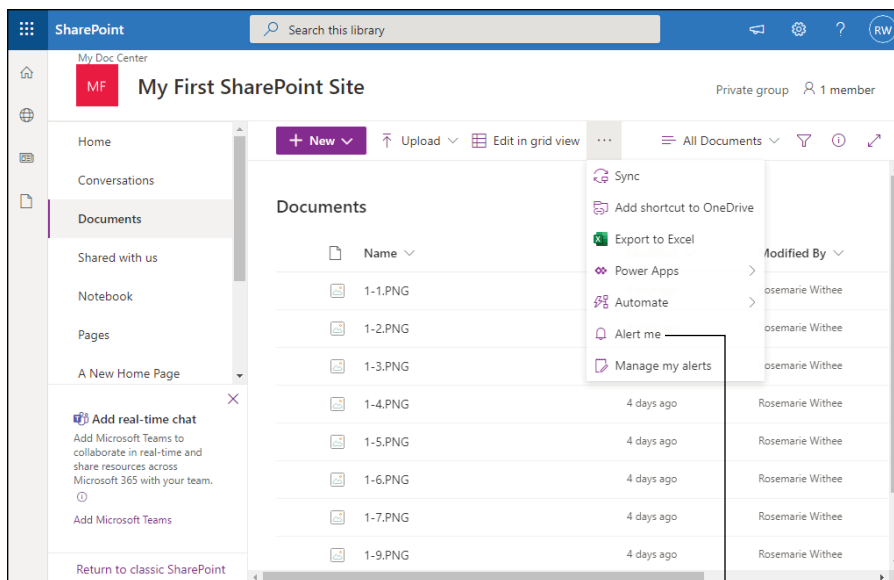 SharePoint
Search this library
?
RW
My Doc Center
MF
My First SharePoint Site
Private group
1 member
Home
Conversations
Documents
Shared with us
Notebook
Pages
A New Home Page
+ New
Upload
Edit in grid view
...
All Documents
Sync
Add shortcut to OneDrive
Export to Excel
Power Apps
Automate
Alert me
Manage my alerts
Documents
Name
Modified By
1-1.PNG
Withee
1-2.PNG
Withee
1-3.PNG
Withee
1-4.PNG 4 days ago Rosemarie Withee
1-5.PNG 4 days ago Rosemarie Withee
1-6.PNG 4 days ago Rosemarie Withee
1-7.PNG 4 days ago Rosemarie Withee
1-9.PNG 4 days ago Rosemarie Withee
Add real-time chat
Add Microsoft Teams to
collaborate in real-time and
share resources across
Microsoft 365 with your team.
Add Microsoft Teams
Return to classic SharePoint